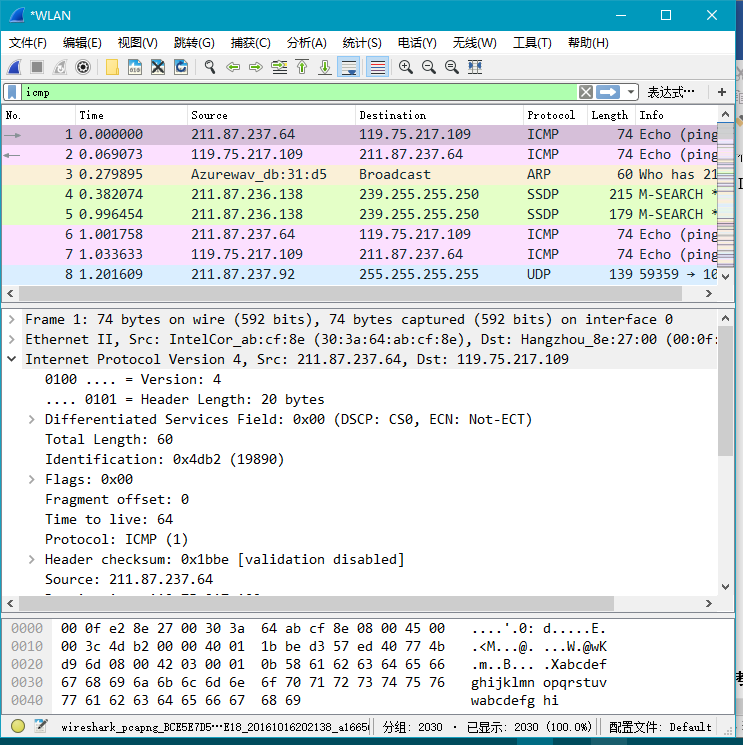 *WLAN
文件(F) 编辑(E) 视图(V) 跳转(G) 捕获(C) 分析(A) 统计(S) 电话(Y) 无线(W) 工具(T) 帮助(H)
icmp 表达式… +
No. Time Source Destination Protocol Length Info
1 0.000000 211.87.237.64 119.75.217.109 ICMP 74 Echo (ping
2 0.069073 119.75.217.109 211.87.237.64 ICMP 74 Echo (ping
3 0.279895 Azurewav_db:31:d5 Broadcast ARP 60 Who has 21
4 0.382074 211.87.236.138 239.255.255.250 SSDP 215 M-SEARCH *
5 0.996454 211.87.236.138 239.255.255.250 SSDP 179 M-SEARCH *
6 1.001758 211.87.237.64 119.75.217.109 ICMP 74 Echo (ping
7 1.033633 119.75.217.109 211.87.237.64 ICMP 74 Echo (ping
8 1.201609 211.87.237.92 255.255.255.255 UDP 139 59359 → 10
Frame 1: 74 bytes on wire (592 bits), 74 bytes captured (592 bits) on interface 0
Ethernet II, Src: IntelCor_ab:cf:8e (30:3a:64:ab:cf:8e), Dst: Hangzhou_8e:27:00 (00:0f:
Internet Protocol Version 4, Src: 211.87.237.64, Dst: 119.75.217.109
0100 .... = Version: 4
.... 0101 = Header Length: 20 bytes
Differentiated Services Field: 0x00 (DSCP: CS0, ECN: Not-ECT)
Total Length: 60
Identification: 0x4db2 (19890)
Flags: 0x00
Fragment offset: 0
Time to live: 64
Protocol: ICMP (1)
Header checksum: 0x1bbe [validation disabled]
Source: 211.87.237.64
0000 00 0f e2 8e 27 00 30 3a 64 ab cf 8e 08 00 45 00 ....'.0: d.....E.
0010 00 3c 4d b2 00 00 40 01 1b be d3 57 ed 40 77 4b .<M...@. ...W.@wK
0020 d9 6d 08 00 42 03 00 01 0b 58 61 62 63 64 65 66 .m..B... .Xabcdef
0030 67 68 69 6a 6b 6c 6d 6e 6f 70 71 72 73 74 75 76 ghijklmn opqrstuv
0040 77 61 62 63 64 65 66 67 68 69 wabcdefg hi
wireshark_pcapng_BCE5E7D5…E18_20161016202138_a1665 分组: 2030 · 已显示: 2030 (100.0%) 配置文件: Default